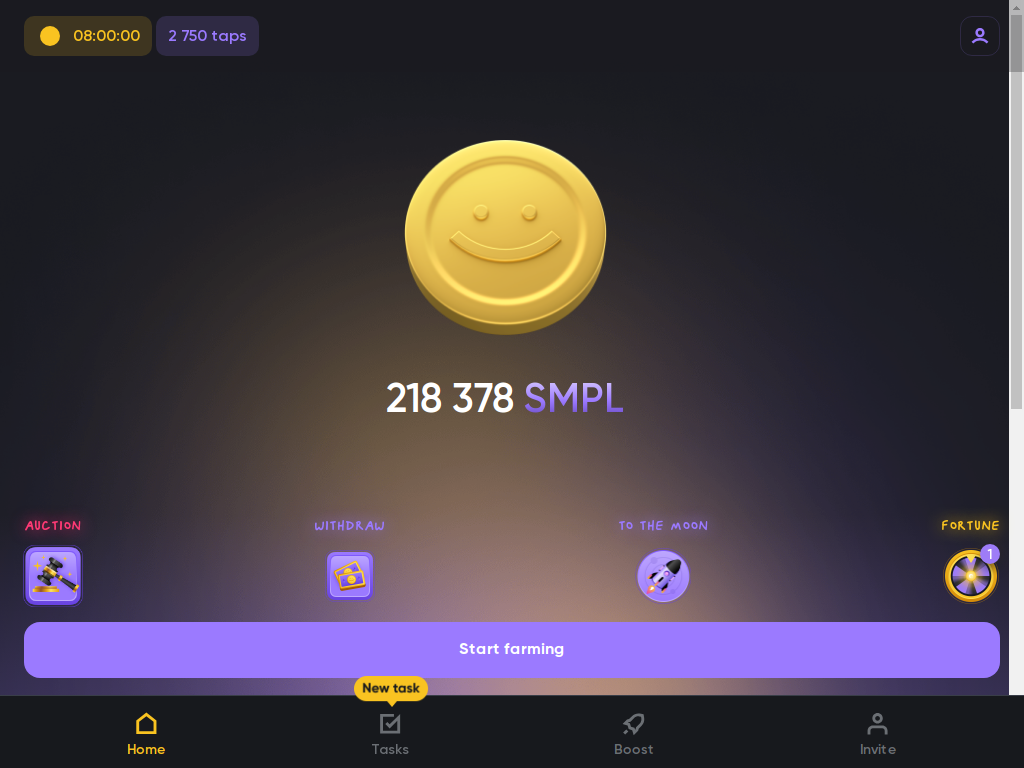 08:00:00 2 750 taps
218 378 SMPL
AUCTION WITHDRAW TO THE MOON FORTUNE
1
Start farming
New task
Home Tasks Boost Invite